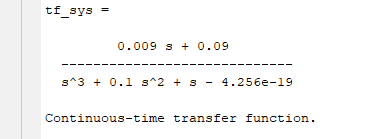 tf_sys =
0.009 s + 0.09
-----------------------------
s^3 + 0.1 s^2 + s - 4.256e-19
Continuous-time transfer function.